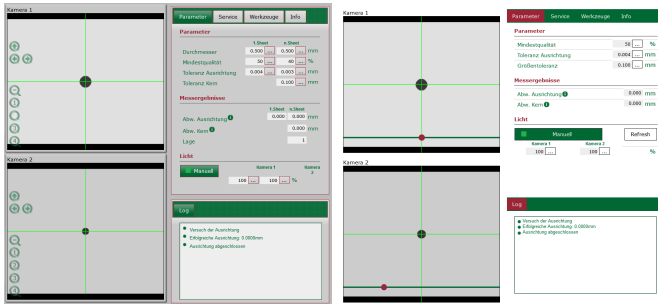 Kamera 1
Parameter Service Werkzeuge Info
Parameter
1.Sheet n.Sheet
Durchmesser 0.500 ... 0.500 ... mm
Mindestqualität 50 ... 60 ... %
Toleranz Ausrichtung 0.004 ... 0.003 ... mm
Toleranz Kern 0.100 ... mm
Messergebnisse
1.Sheet n.Sheet
Abw. Ausrichtung 0.000 0.000 mm
Abw. Kern 0.000 mm
Lage 1
Licht
Kamera 1 Kamera 2
Manuell
100 ... 100 ... %
Kamera 2
Log
Versuch der Ausrichtung
Erfolgreiche Ausrichtung: 0.0000mm
Ausrichtung abgeschlossen
Kamera 1
Parameter Service Werkzeuge Info
Parameter
Mindestqualität 50 ... %
Toleranz Ausrichtung 0.004 ... mm
Größentoleranz 0.100 ... mm
Messergebnisse
Abw. Ausrichtung 0.000 mm
Abw. Kern 0.000 mm
Licht
Manuell Refresh
Kamera 1 Kamera 2
100 ... 100 ... %
Kamera 2
Log
Versuch der Ausrichtung
Erfolgreiche Ausrichtung: 0.0000mm
Ausrichtung abgeschlossen